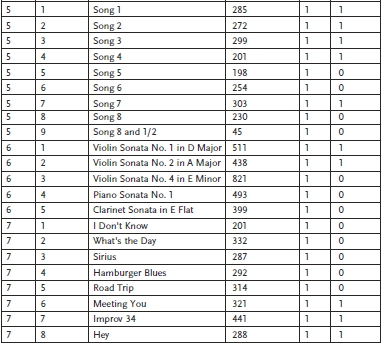 5 1 Song 1 285 1 1
5 2 Song 2 272 1 1
5 3 Song 3 299 1 1
5 4 Song 4 201 1 1
5 5 Song 5 198 1 0
5 6 Song 6 254 1 0
5 7 Song 7 303 1 1
5 8 Song 8 230 1 0
5 9 Song 8 and 1/2 45 1 0
6 1 Violin Sonata No. 1 in D Major 511 1 1
6 2 Violin Sonata No. 2 in A Major 438 1 1
6 3 Violin Sonata No. 4 in E Minor 821 1 0
6 4 Piano Sonata No. 1 493 1 0
6 5 Clarinet Sonata in E Flat 399 1 0
7 1 I Don't Know 201 1 0
7 2 What's the Day 332 1 0
7 3 Sirius 287 1 0
7 4 Hamburger Blues 292 1 0
7 5 Road Trip 314 1 0
7 6 Meeting You 321 1 1
7 7 Improv 34 441 1 1
7 8 Hey 288 1 1